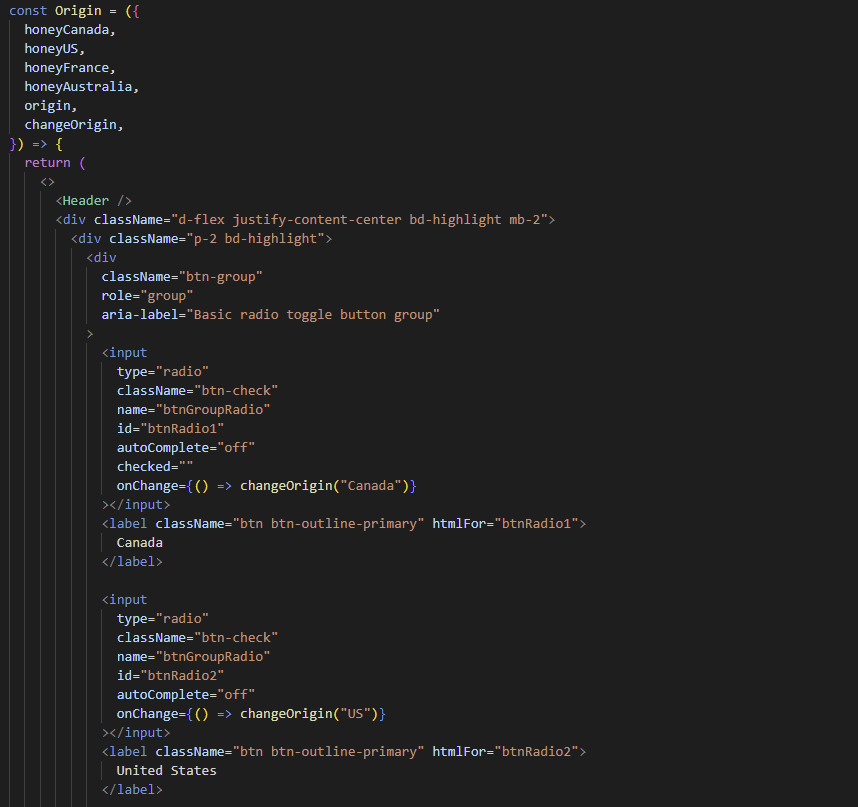 const Origin = ({
  honeyCanada,
  honeyUS,
  honeyFrance,
  honeyAustralia,
  origin,
  changeOrigin,
}) => {
  return (
    <>
      <Header />
      <div className="d-flex justify-content-center bd-highlight mb-2">
        <div className="p-2 bd-highlight">
          <div
            className="btn-group"
            role="group"
            aria-label="Basic radio toggle button group"
          >
            <input
              type="radio"
              className="btn-check"
              name="btnGroupRadio"
              id="btnRadio1"
              autoComplete="off"
              checked=""
              onChange={() => changeOrigin("Canada")}
            ></input>
            <label className="btn btn-outline-primary" htmlFor="btnRadio1">
              Canada
            </label>

            <input
              type="radio"
              className="btn-check"
              name="btnGroupRadio"
              id="btnRadio2"
              autoComplete="off"
              onChange={() => changeOrigin("US")}
            ></input>
            <label className="btn btn-outline-primary" htmlFor="btnRadio2">
              United States
            </label>